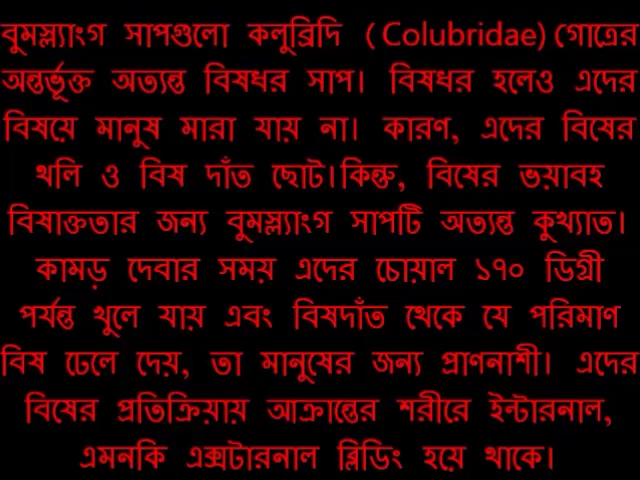 বুমস্ল্যাংগ সাপগুলো কলুব্রিদি (Colubridae) গোত্রের
অন্তর্ভূক্ত অত্যন্ত বিষধর সাপ। বিষধর হলেও এদের
বিষয়ে মানুষ মারা যায় না। কারণ, এদের বিষের
থলি ও বিষ দাঁত ছোট।কিন্তু, বিষের ভয়াবহ
বিষাক্ততার জন্য বুমস্ল্যাংগ সাপটি অত্যন্ত কুখ্যাত।
কামড় দেবার সময় এদের চোয়াল ১৭০ ডিগ্রী
পর্যন্ত খুলে যায় এবং বিষদাঁত থেকে যে পরিমাণ
বিষ ঢেলে দেয়, তা মানুষের জন্য প্রাণনাশী। এদের
বিষের প্রতিক্রিয়ায় আক্রান্তের শরীরে ইন্টারনাল,
এমনকি এক্সটারনাল ব্লিডিং হয়ে থাকে।